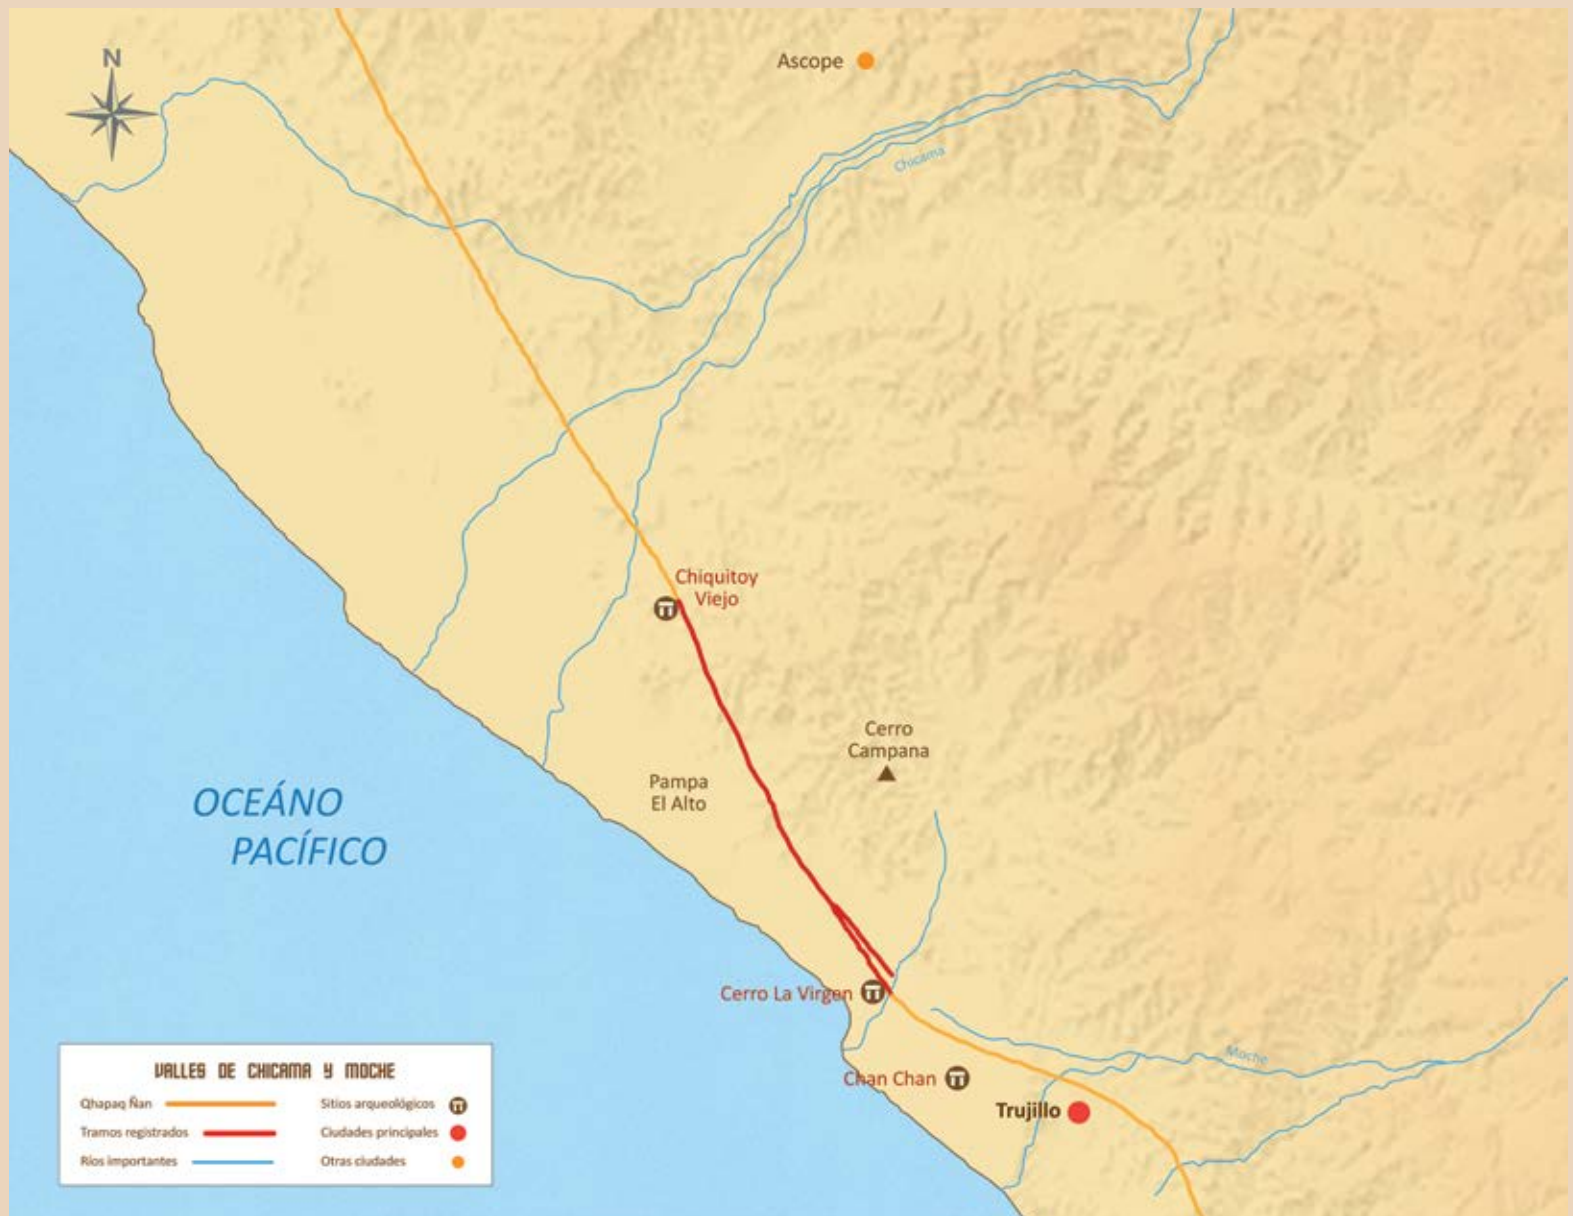 N
Ascope
Chicama
Chiquitoy
Viejo
Cerro
Campana
Pampa
El Alto
OCEÁNO
PACÍFICO
Cerro La Virgen
Moche
Chan Chan
Trujillo
VALLES DE CHICAMA Y MOCHE
Qhapaq Ñan
Sitios arqueológicos
Tramos registrados
Ciudades principales
Ríos importantes
Otras ciudades